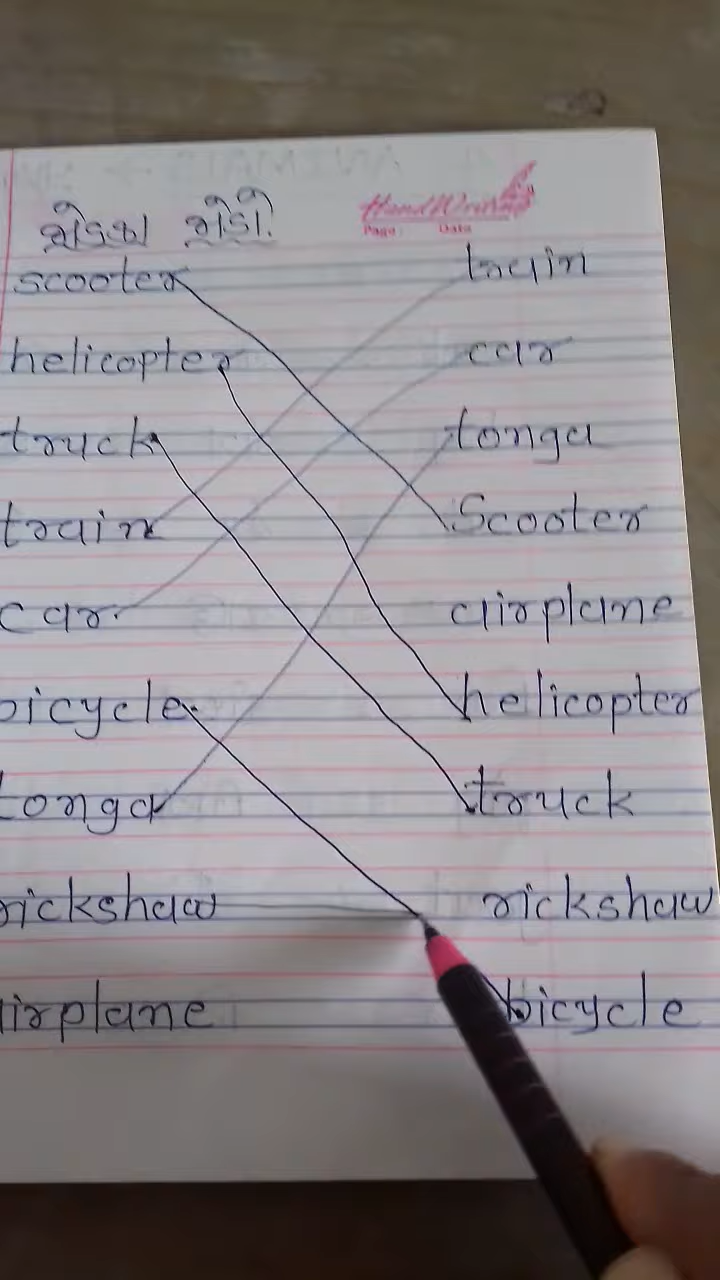 HandWriting
Page: Date
જોડકા જોડો.
scooter train
helicopter car
truck tonga
train Scooter
car. airplane
bicycle helicopter
tonga truck
rickshaw rickshaw
airplane bicycle